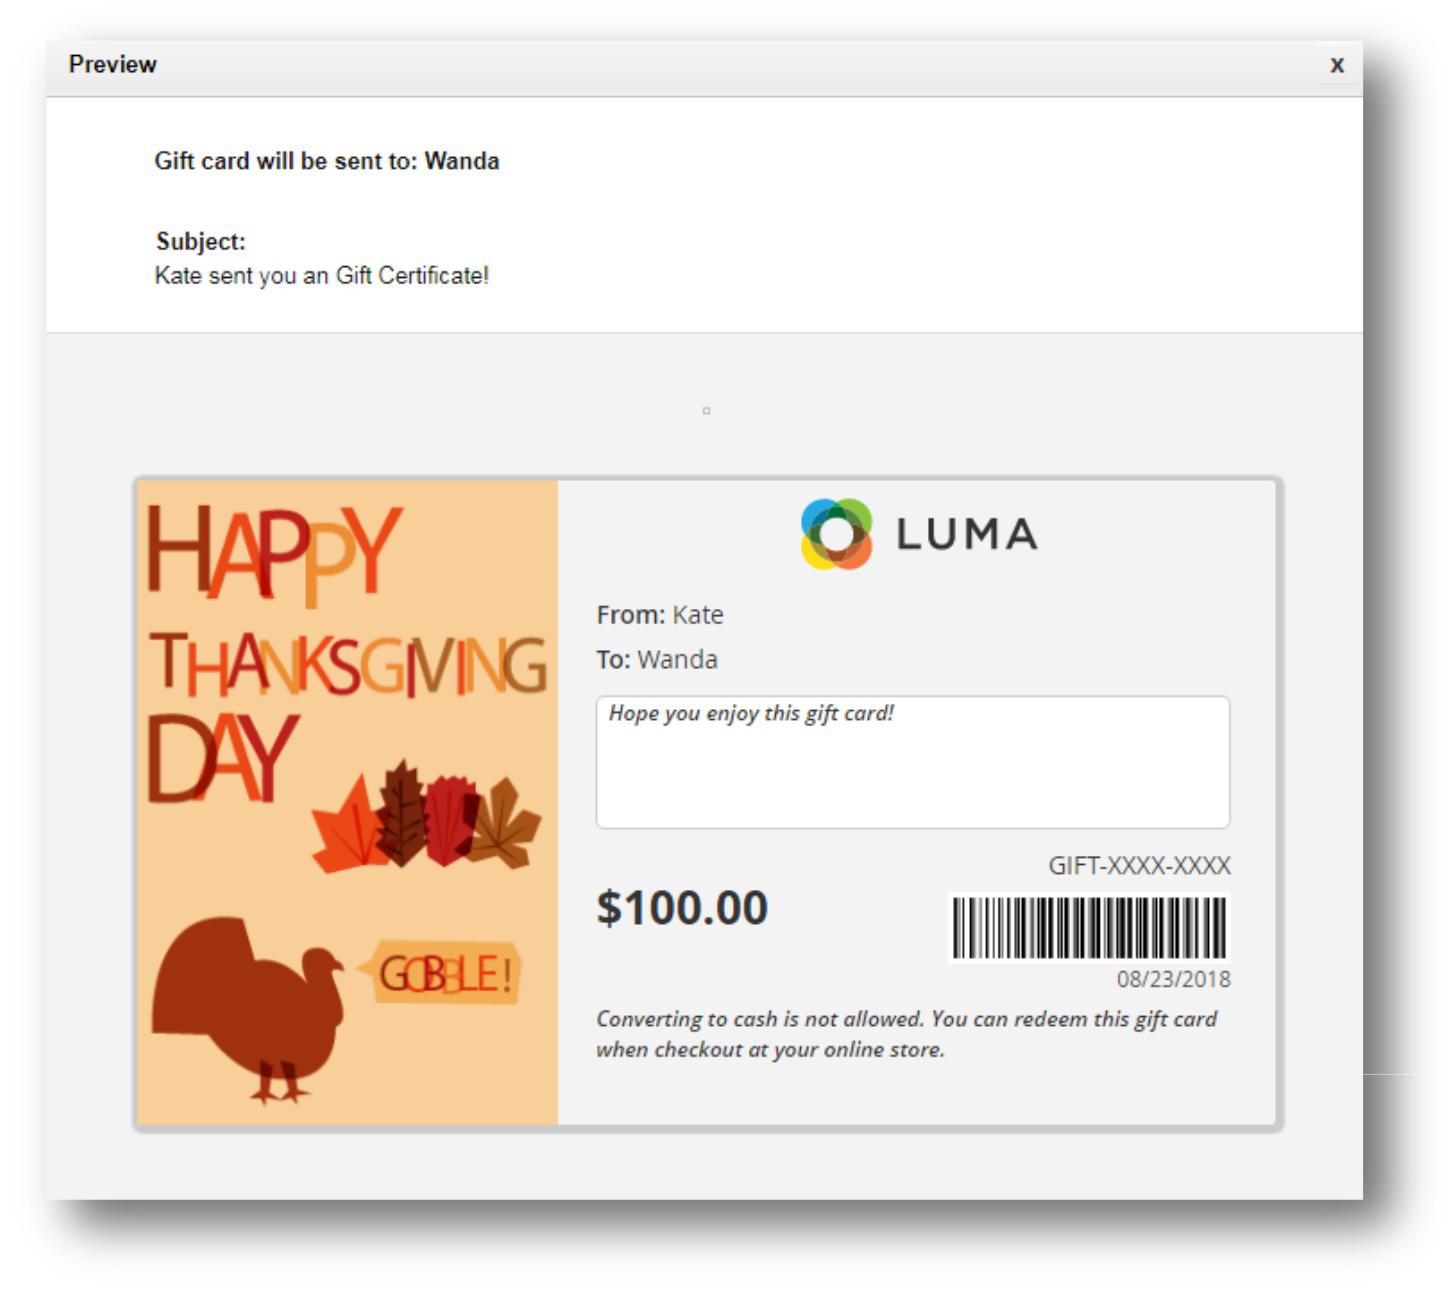 Preview
x
Gift card will be sent to: Wanda
Subject:
Kate sent you an Gift Certificate!
HAPPY
THANKSGIVING
DAY
GOBBLE!
LUMA
From: Kate
To: Wanda
Hope you enjoy this gift card!
GIFT-XXXX-XXXX
$100.00
08/23/2018
Converting to cash is not allowed. You can redeem this gift card
when checkout at your online store.